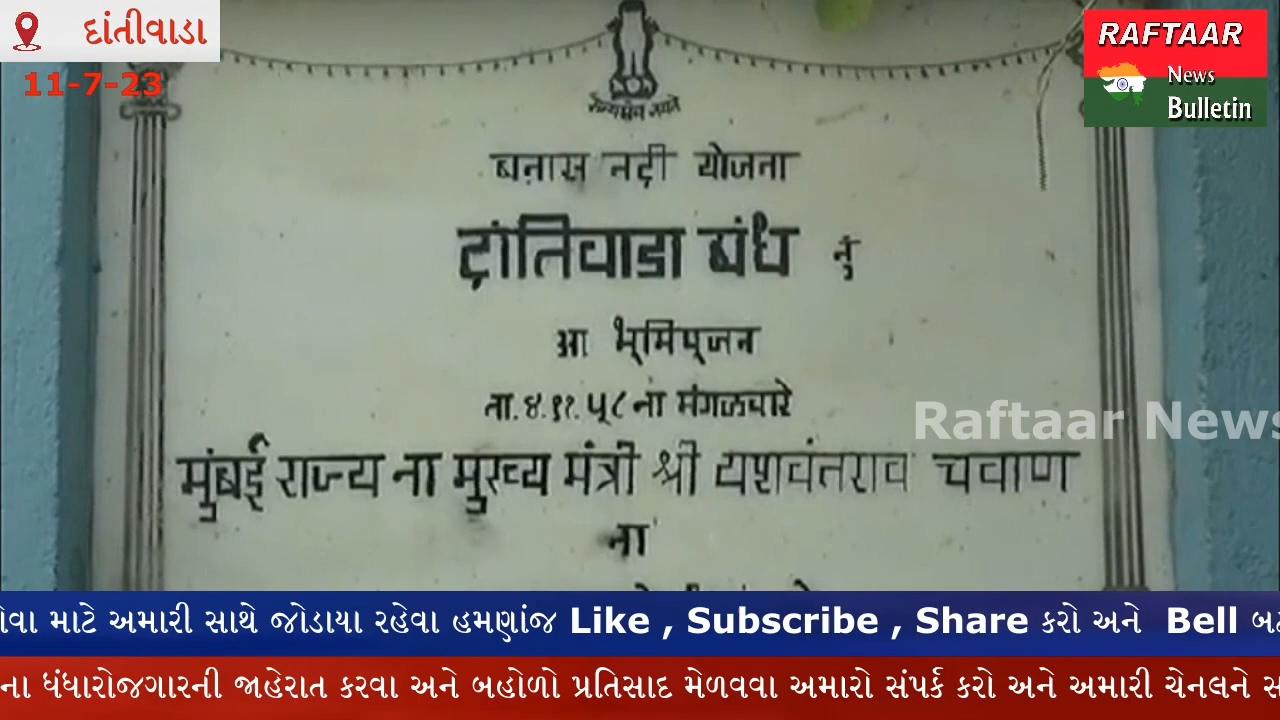 દાંતીવાડા
11-7-23
RAFTAAR
News
Bulletin
बनास नदी योजना
दांतिवाडा बंध नुं
आ भूमिपूजन
ता.४.११.५८ ना मंगळवारे
मुंबई राज्य ना मुख्य मंत्री श्री यशवंतराव चवाण
ना
Raftaar News
માટે અમારી સાથે જોડાયા રહેવા હમણાંજ Like , Subscribe , Share કરો અને Bell
ના ધંધારોજગારની જાહેરાત કરવા અને બહોળો પ્રતિસાદ મેળવવા અમારો સંપર્ક કરો અને અમારી ચેનલને